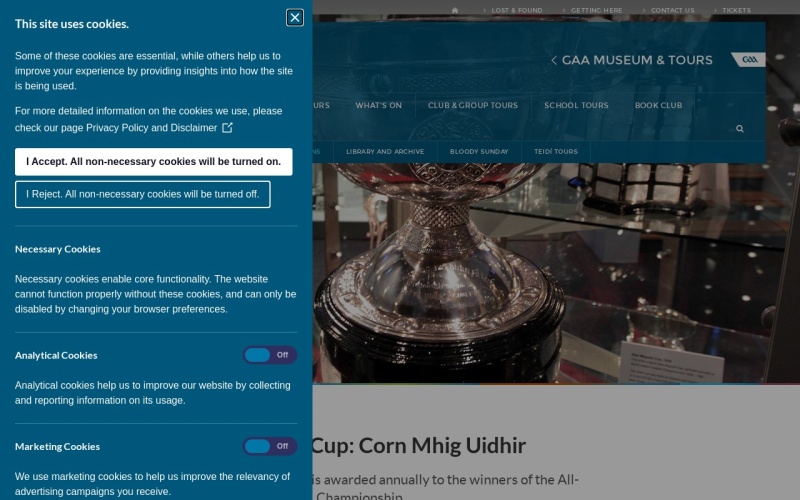 This site uses cookies.
Some of these cookies are essential, while others help us to
improve your experience by providing insights into how the site
is being used.
For more detailed information on the cookies we use, please
check our page Privacy Policy and Disclaimer
I Accept. All non-necessary cookies will be turned on.
I Reject. All non-necessary cookies will be turned off.
Necessary Cookies
Necessary cookies enable core functionality. The website
cannot function properly without these cookies, and can only be
disabled by changing your browser preferences.
Analytical Cookies
Off
Analytical cookies help us to improve our website by collecting
and reporting information on its usage.
Marketing Cookies
Off
We use marketing cookies to help us improve the relevancy of
advertising campaigns you receive.
LOST & FOUND GETTING HERE CONTACT US TICKETS
GAA MUSEUM & TOURS GAA
URS WHAT'S ON CLUB & GROUP TOURS SCHOOL TOURS BOOK CLUB
NS LIBRARY AND ARCHIVE BLOODY SUNDAY TEIDÍ TOURS
Cup: Corn Mhig Uidhir
is awarded annually to the winners of the All-
Championship